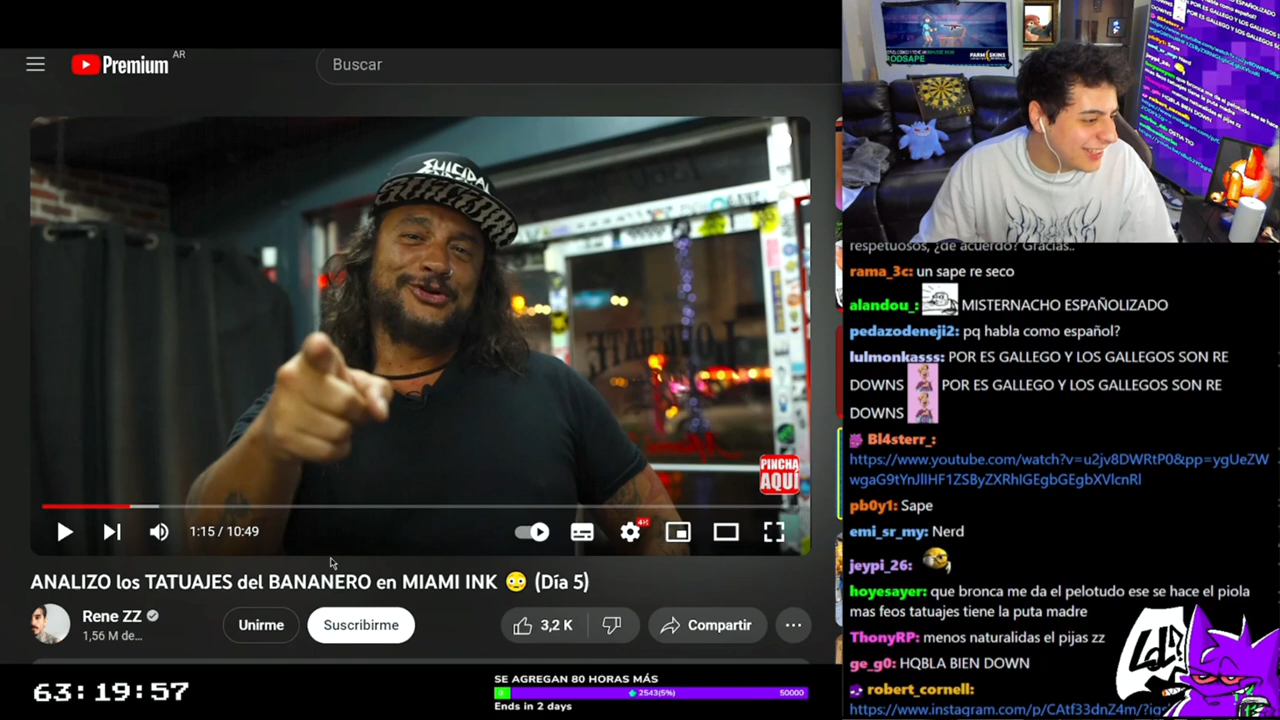 Premium
AR
Buscar
SUICIDAL
PINCHA
AQUÍ
1:15 / 10:49
ANALIZO los TATUAJES del BANANERO en MIAMI INK 😳 (Día 5)
Rene ZZ
1,56 M de...
Unirme
Suscribirme
3,2 K
Compartir
63:19:57
SE AGREGAN 80 HORAS MÁS
0
2543(5%)
50000
Ends in 2 days
respetuosos, ¿de acuerdo? Gracias..
rama_3c: un sape re seco
alandou_: MISTERNACHO ESPAÑOLIZADO
pedazodeneji2: pq habla como español?
lulmonkasss: POR ES GALLEGO Y LOS GALLEGOS SON RE
DOWNS POR ES GALLEGO Y LOS GALLEGOS SON RE
DOWNS
Bl4sterr_:
https://www.youtube.com/watch?v=u2jv8DWRtP0&pp=ygUeZW
wgaG9tYnJlIHF1ZSByZXRhIGEgbGEgbXVlcnRl
pb0y1: Sape
emi_sr_my: Nerd
jeypi_26:
hoyesayer: que bronca me da el pelotudo ese se hace el piola
mas feos tatuajes tiene la puta madre
ThonyRP: menos naturalidas el pijas zz
ge_g0: HQBLA BIEN DOWN
robert_cornell:
https://www.instagram.com/p/CAtf33dnZ4m/?igs
LOL?